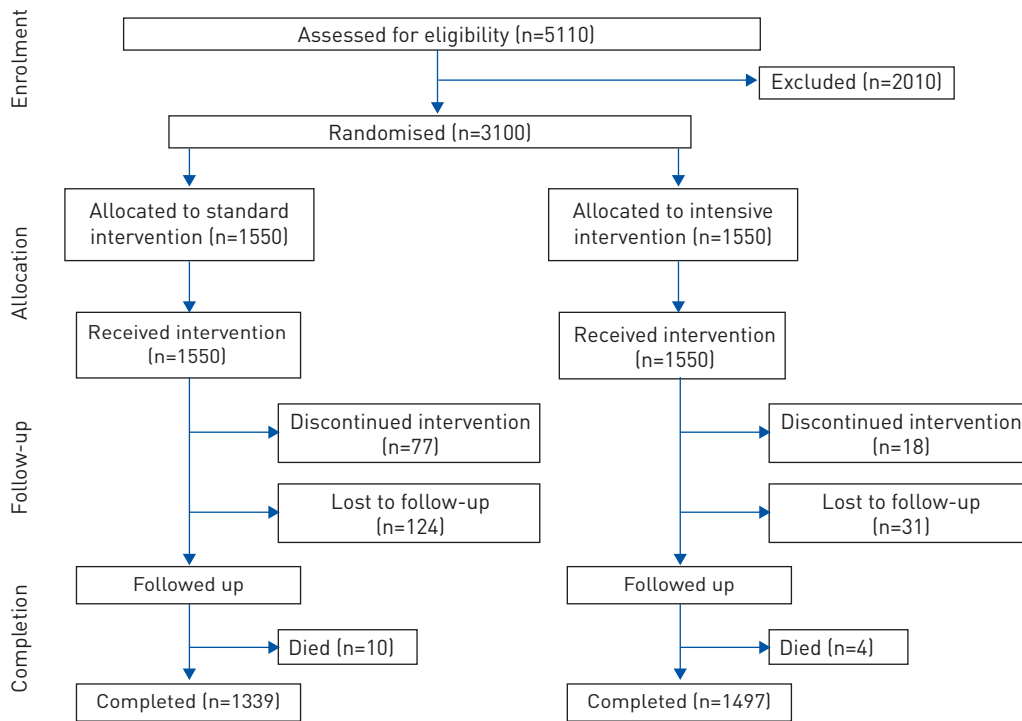 Enrolment
Assessed for eligibility (n=5110)
Excluded (n=2010)
Randomised (n=3100)
Allocation
Allocated to standard
intervention (n=1550)
Allocated to intensive
intervention (n=1550)
Received intervention
(n=1550)
Received intervention
(n=1550)
Follow-up
Discontinued intervention
(n=77)
Discontinued intervention
(n=18)
Lost to follow-up
(n=124)
Lost to follow-up
(n=31)
Completion
Followed up
Followed up
Died (n=10)
Died (n=4)
Completed (n=1339)
Completed (n=1497)